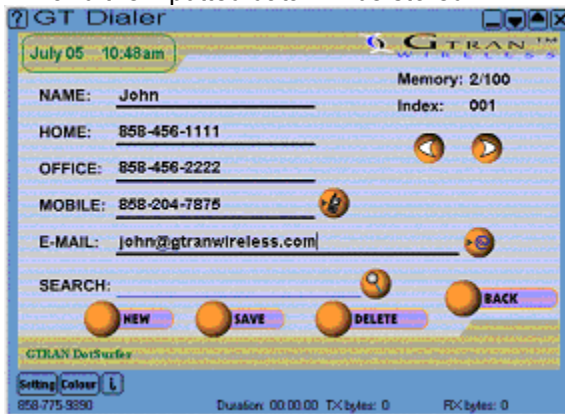 ? GT Dialer
July 05 10:48am
GTRAN™
WIRELESS
Memory: 2/100
NAME: John
Index: 001
HOME: 858-456-1111
OFFICE: 858-456-2222
MOBILE: 858-204-7875
E-MAIL: john@gtranwireless.com
SEARCH:
BACK
NEW SAVE DELETE
GTRAN DotSurfer
Setting Colour i
858-775-9890 Duration: 00:00:00 TX bytes: 0 RX bytes: 0